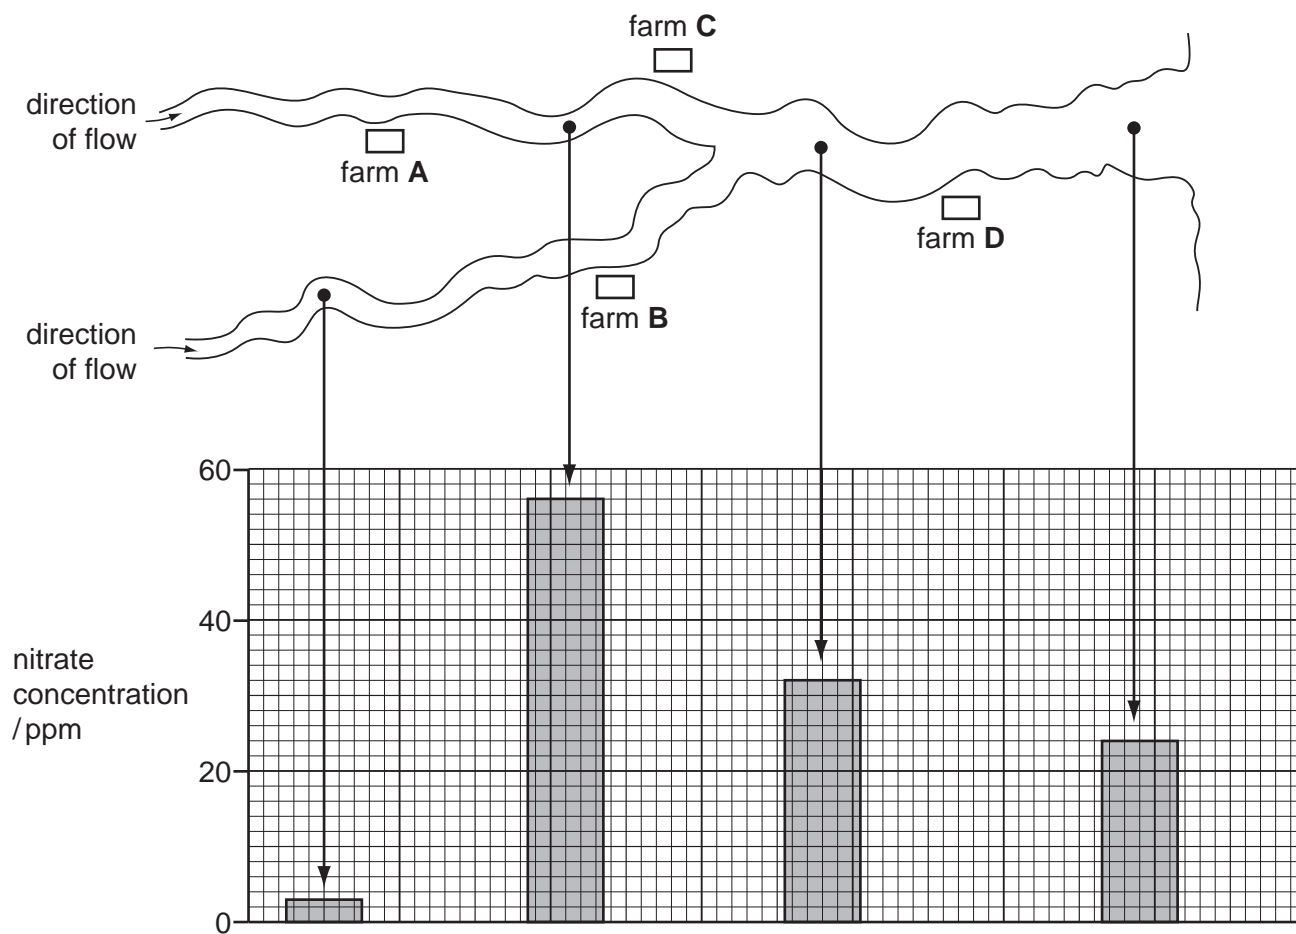 farm C
direction
of flow
farm A
farm D
farm B
direction
of flow
60
40
nitrate
concentration
/ ppm
20
0